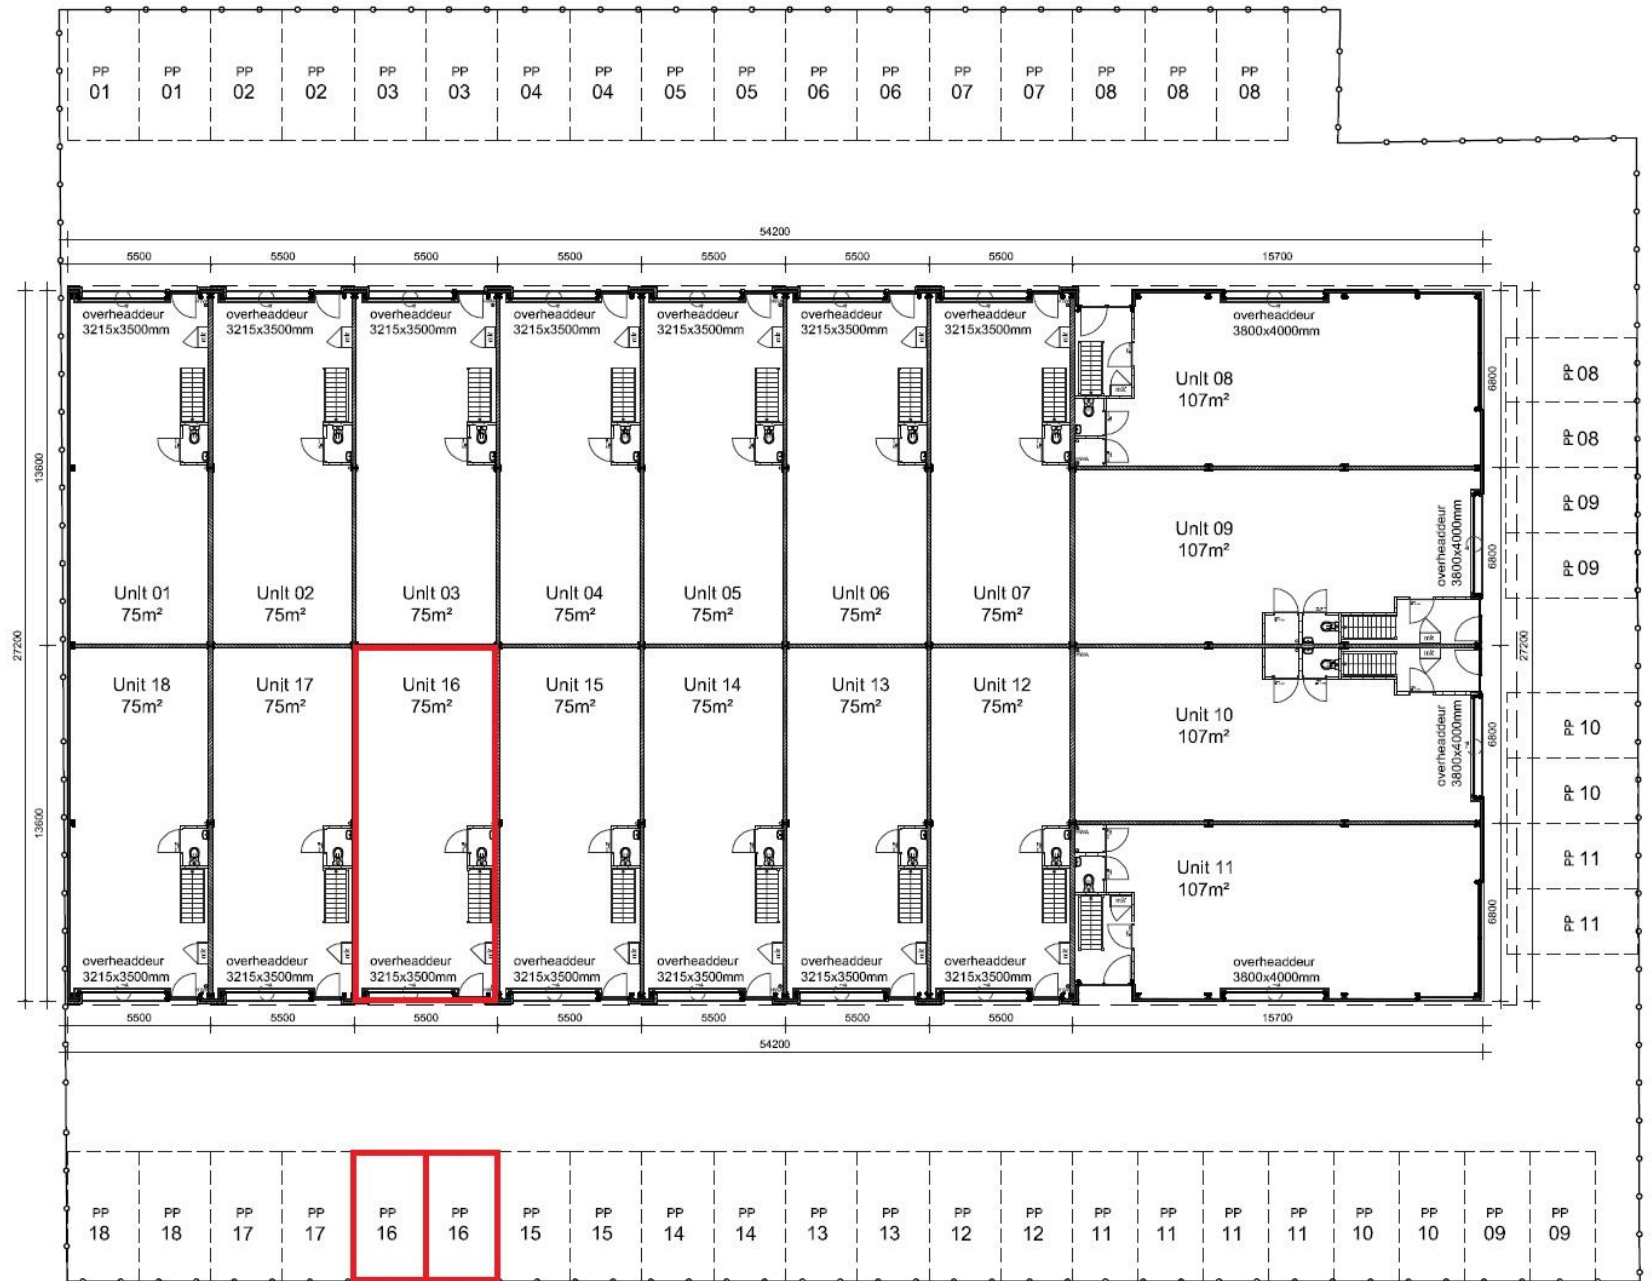 PP PP PP PP PP PP PP PP PP PP PP PP PP PP PP PP PP
01 01 02 02 03 03 04 04 05 05 06 06 07 07 08 08 08
54200
5500 5500 5500 5500 5500 5500 5500 15700
overheaddeur overheaddeur overheaddeur overheaddeur overheaddeur overheaddeur overheaddeur overheaddeur
3215x3500mm 3215x3500mm 3215x3500mm 3215x3500mm 3215x3500mm 3215x3500mm 3215x3500mm 3800x4000mm
Unit 08
107m²
6800
PP 08
PP 08
13600
Unit 09
107m²
overheaddeur
3800x4000mm
6800
PP 09
PP 09
Unit 01 Unit 02 Unit 03 Unit 04 Unit 05 Unit 06 Unit 07
75m² 75m² 75m² 75m² 75m² 75m² 75m²
27200
27200
Unit 18 Unit 17 Unit 16 Unit 15 Unit 14 Unit 13 Unit 12
75m² 75m² 75m² 75m² 75m² 75m² 75m²
Unit 10
107m²
overheaddeur
3800x4000mm
6800
PP 10
PP 10
13600
Unit 11
107m²
6800
PP 11
PP 11
overheaddeur overheaddeur overheaddeur overheaddeur overheaddeur overheaddeur overheaddeur overheaddeur
3215x3500mm 3215x3500mm 3215x3500mm 3215x3500mm 3215x3500mm 3215x3500mm 3215x3500mm 3800x4000mm
5500 5500 5500 5500 5500 5500 5500 15700
54200
PP PP PP PP PP PP PP PP PP PP PP PP PP PP PP PP PP PP PP PP PP PP
18 18 17 17 16 16 15 15 14 14 13 13 12 12 11 11 11 11 10 10 09 09